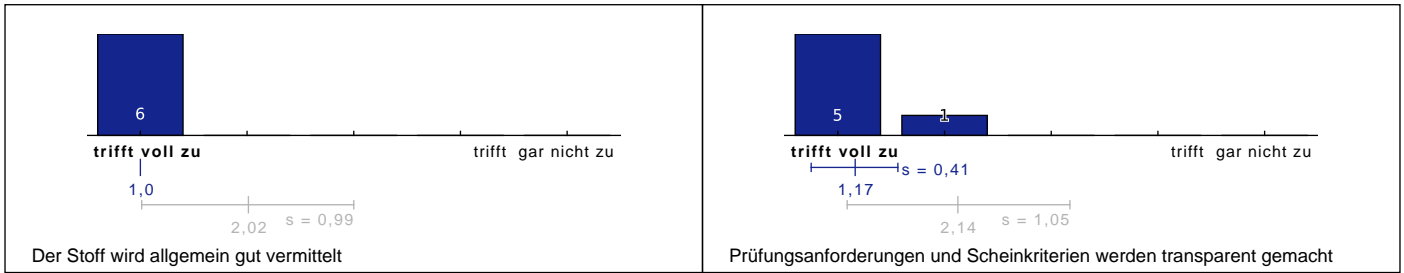 6
trifft voll zu
trifft gar nicht zu
1,0
s = 0,99
2,02
Der Stoff wird allgemein gut vermittelt
5
1
trifft voll zu
trifft gar nicht zu
s = 0,41
1,17
s = 1,05
2,14
Prüfungsanforderungen und Scheinkriterien werden transparent gemacht